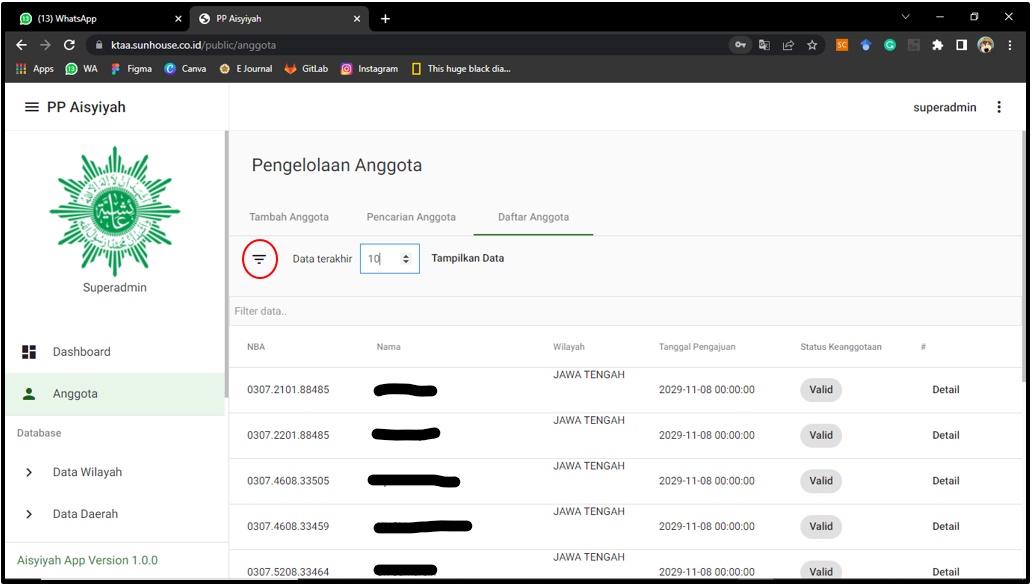 (13) WhatsApp
PP Aisyiyah
ktaa.sunhouse.co.id/public/anggota
SC
Apps
WA
Figma
Canva
E Journal
GitLab
Instagram
This huge black dia...
PP Aisyiyah
superadmin
Superadmin
Dashboard
Anggota
Database
Data Wilayah
Data Daerah
Aisyiyah App Version 1.0.0
Pengelolaan Anggota
Tambah Anggota Pencarian Anggota Daftar Anggota
Data terakhir 10 Tampilkan Data
Filter data..
NBA Nama Wilayah Tanggal Pengajuan Status Keanggotaan #
0307.2101.88485 JAWA TENGAH 2029-11-08 00:00:00 Valid Detail
0307.2201.88485 JAWA TENGAH 2029-11-08 00:00:00 Valid Detail
0307.4608.33505 JAWA TENGAH 2029-11-08 00:00:00 Valid Detail
0307.4608.33459 JAWA TENGAH 2029-11-08 00:00:00 Valid Detail
0307.5208.33464 JAWA TENGAH 2029-11-08 00:00:00 Valid Detail